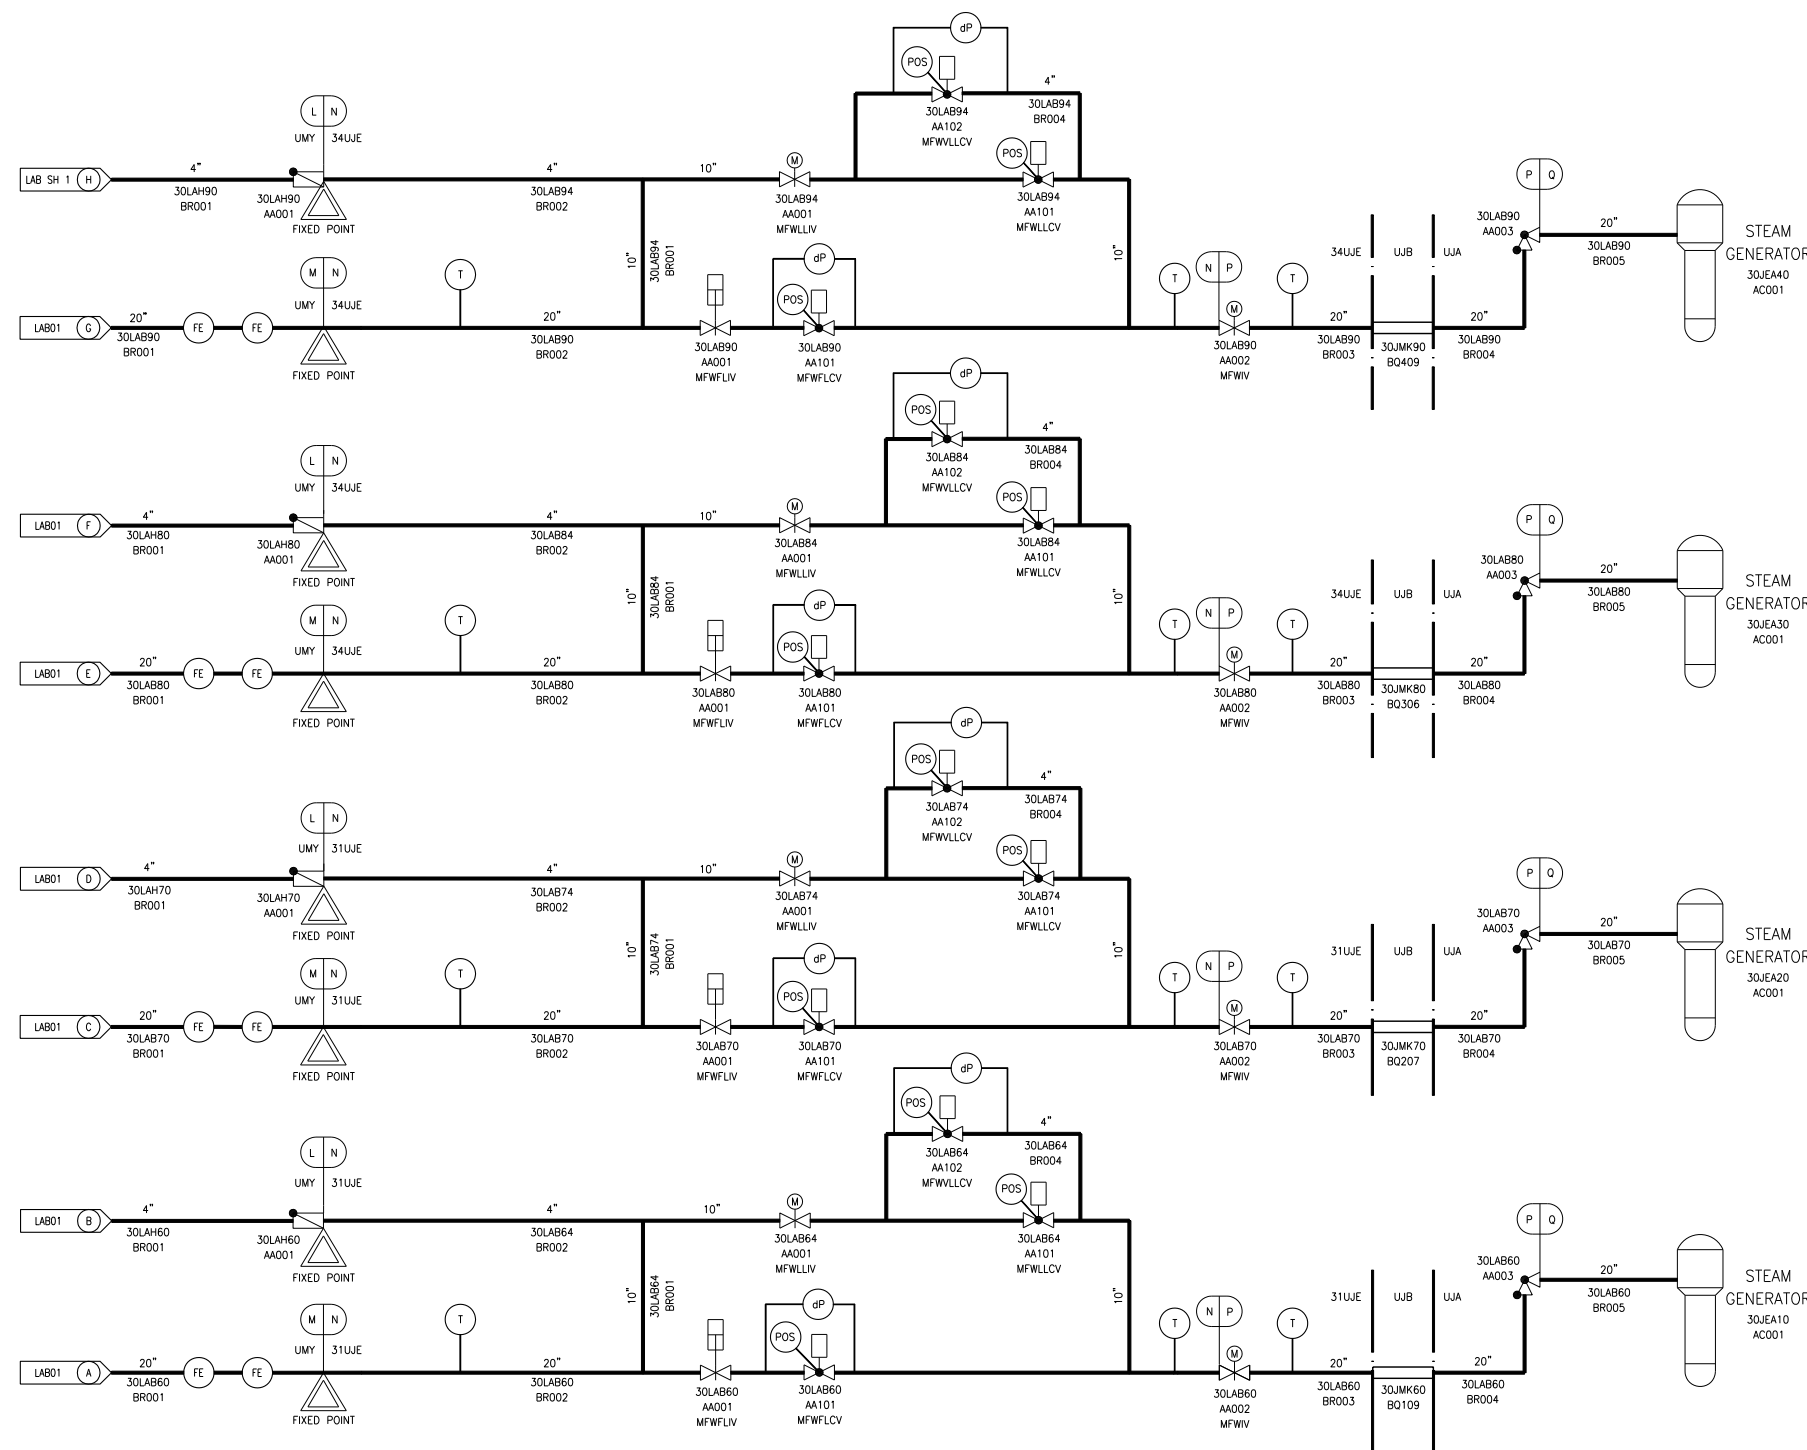 dP
POS
4"
30LAB94
AA102
MFWVLLCV
30LAB94
BR004
L N
UMY 34UJE
LAB SH 1 H
4"
30LAH90
BR001
30LAH90
AA001
FIXED POINT
4"
30LAB94
BR002
10"
M
30LAB94
AA001
MFWLLIV
POS
30LAB94
AA101
MFWLLCV
10"
30LAB94
BR001
10"
P Q
30LAB90
AA003
20"
30LAB90
BR005
STEAM
GENERATOR
30JEA40
AC001
LAB01 G
20"
30LAB90
BR001
FE
FE
M N
UMY 34UJE
FIXED POINT
T
20"
30LAB90
BR002
30LAB90
AA001
MFWFLIV
dP
POS
30LAB90
AA101
MFWFLCV
T
N P
M
30LAB90
AA002
MFWIV
T
34UJE
UJB
UJA
20"
30LAB90
BR003
30JMK90
BQ409
20"
30LAB90
BR004
dP
POS
4"
30LAB84
AA102
MFWVLLCV
30LAB84
BR004
L N
UMY 34UJE
LAB01 F
4"
30LAH80
BR001
30LAH80
AA001
FIXED POINT
4"
30LAB84
BR002
10"
M
30LAB84
AA001
MFWLLIV
POS
30LAB84
AA101
MFWLLCV
10"
30LAB84
BR001
10"
P Q
30LAB80
AA003
20"
30LAB80
BR005
STEAM
GENERATOR
30JEA30
AC001
LAB01 E
20"
30LAB80
BR001
FE
FE
M N
UMY 34UJE
FIXED POINT
T
20"
30LAB80
BR002
30LAB80
AA001
MFWFLIV
dP
POS
30LAB80
AA101
MFWFLCV
T
N P
M
30LAB80
AA002
MFWIV
T
34UJE
UJB
UJA
20"
30LAB80
BR003
30JMK80
BQ306
20"
30LAB80
BR004
dP
POS
4"
30LAB74
AA102
MFWVLLCV
30LAB74
BR004
L N
UMY 31UJE
LAB01 D
4"
30LAH70
BR001
30LAH70
AA001
FIXED POINT
4"
30LAB74
BR002
10"
M
30LAB74
AA001
MFWLLIV
POS
30LAB74
AA101
MFWLLCV
10"
30LAB74
BR001
10"
P Q
30LAB70
AA003
20"
30LAB70
BR005
STEAM
GENERATOR
30JEA20
AC001
LAB01 C
20"
30LAB70
BR001
FE
FE
M N
UMY 31UJE
FIXED POINT
T
20"
30LAB70
BR002
30LAB70
AA001
MFWFLIV
dP
POS
30LAB70
AA101
MFWFLCV
T
N P
M
30LAB70
AA002
MFWIV
T
31UJE
UJB
UJA
20"
30LAB70
BR003
30JMK70
BQ207
20"
30LAB70
BR004
dP
POS
4"
30LAB64
AA102
MFWVLLCV
30LAB64
BR004
L N
UMY 31UJE
LAB01 B
4"
30LAH60
BR001
30LAH60
AA001
FIXED POINT
4"
30LAB64
BR002
10"
M
30LAB64
AA001
MFWLLIV
POS
30LAB64
AA101
MFWLLCV
10"
30LAB64
BR001
10"
P Q
30LAB60
AA003
20"
30LAB60
BR005
STEAM
GENERATOR
30JEA10
AC001
LAB01 A
20"
30LAB60
BR001
FE
FE
M N
UMY 31UJE
FIXED POINT
T
20"
30LAB60
BR002
30LAB60
AA001
MFWFLIV
dP
POS
30LAB60
AA101
MFWFLCV
T
N P
M
30LAB60
AA002
MFWIV
T
31UJE
UJB
UJA
20"
30LAB60
BR003
30JMK60
BQ109
20"
30LAB60
BR004